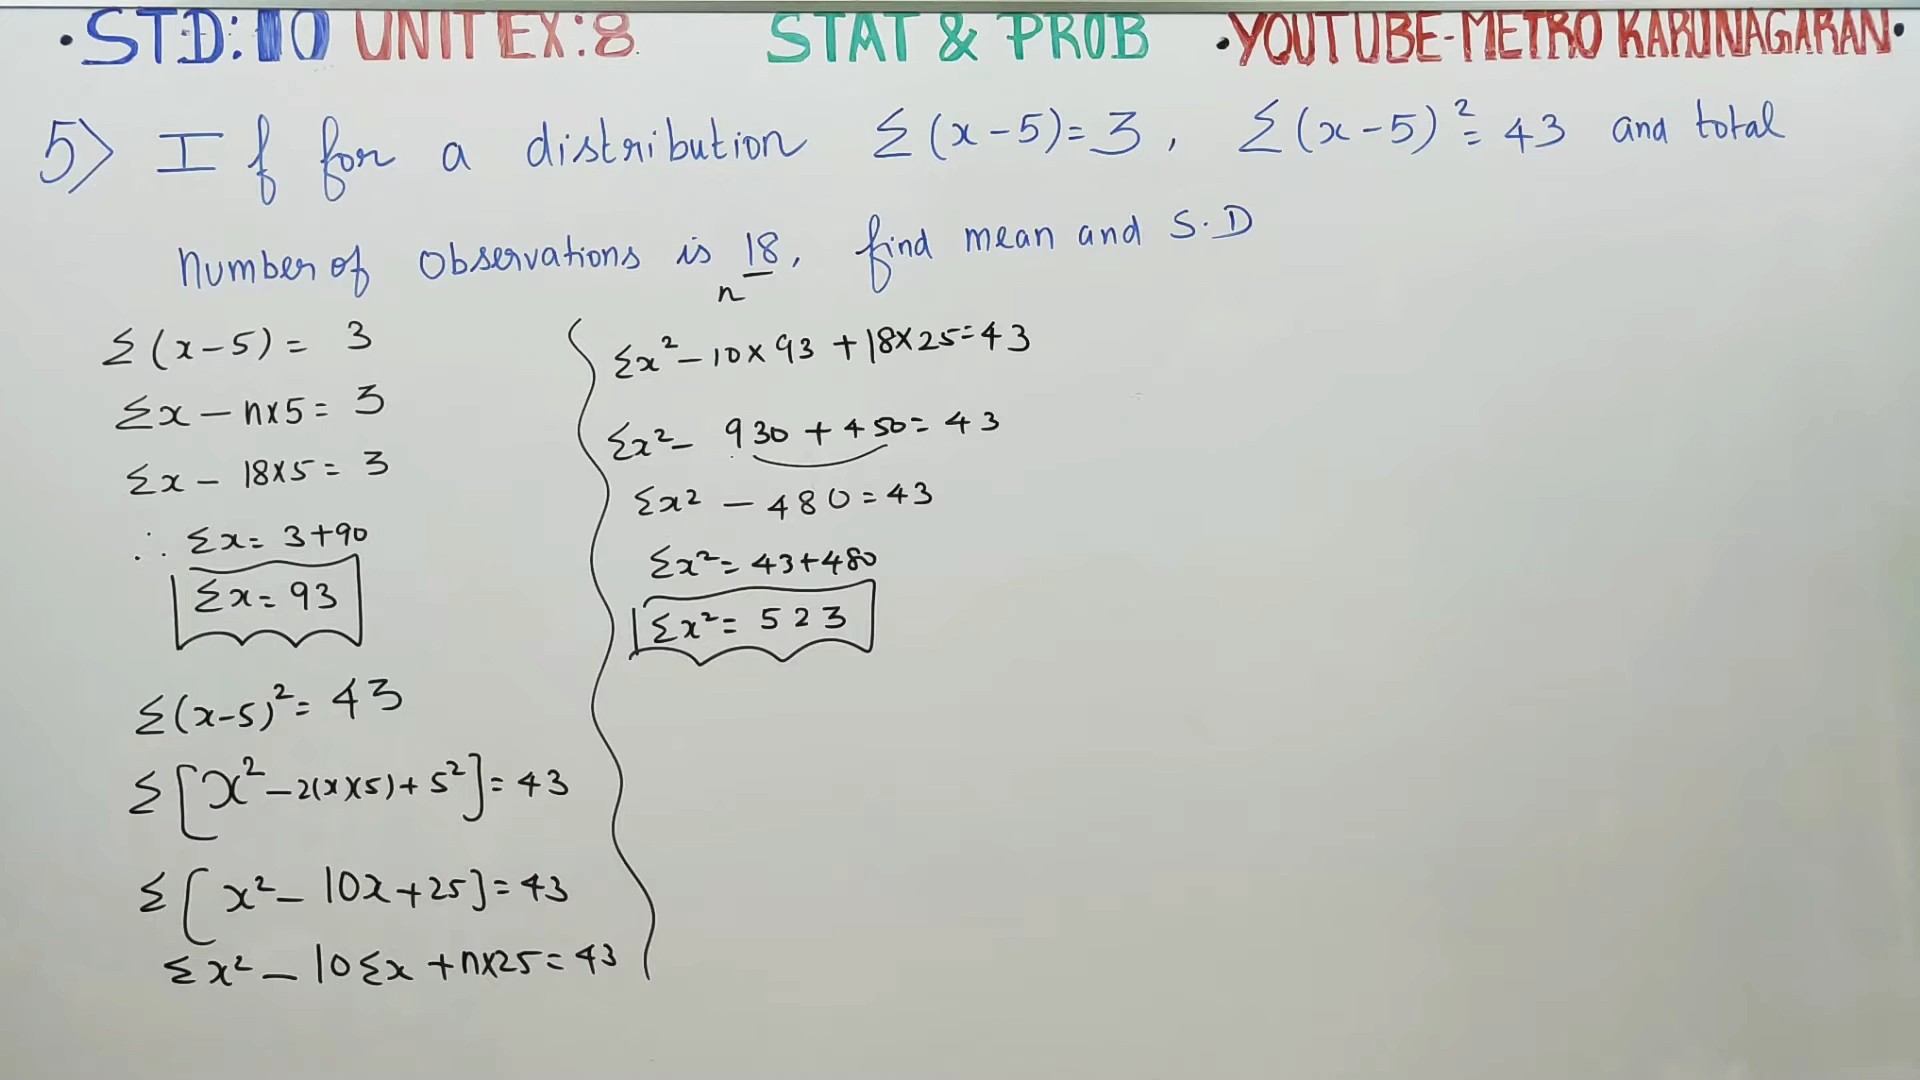 •STD:10 UNIT EX:8 STAT & PROB •YOUTUBE-METRO KARUNAGARAN•
5) If for a distribution Σ(x-5)=3, Σ(x-5)²=43 and total
number of observations is 18, find mean and S.D
n
Σ(x-5)= 3
Σx - n×5= 3
Σx - 18×5= 3
∴ Σx= 3+90
Σx= 93
Σ(x-5)²= 43
Σ[x²-2(x)(5)+5²]=43
Σ[x²-10x+25]=43
Σx²-10Σx+n×25=43
Σx²-10×93+18×25=43
Σx²-930+450=43
Σx²-480=43
Σx²=43+480
Σx²= 523